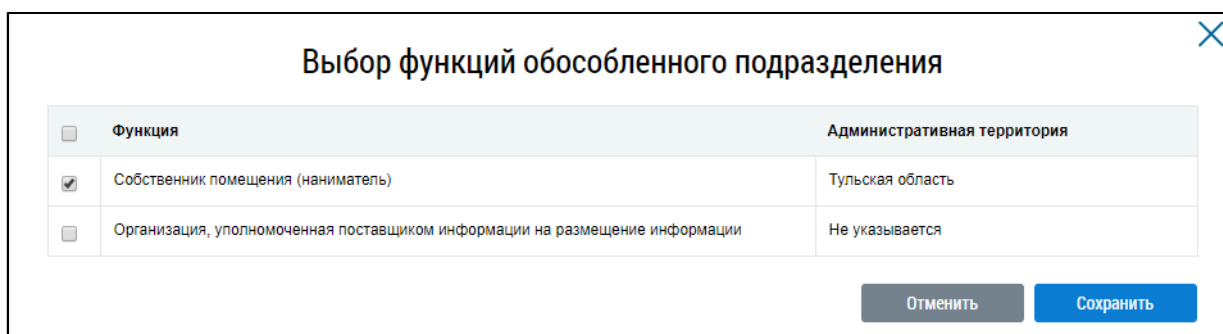 Выбор функций обособленного подразделения
Функция Административная территория
Собственник помещения (наниматель) Тульская область
Организация, уполномоченная поставщиком информации на размещение информации Не указывается
Отменить Сохранить